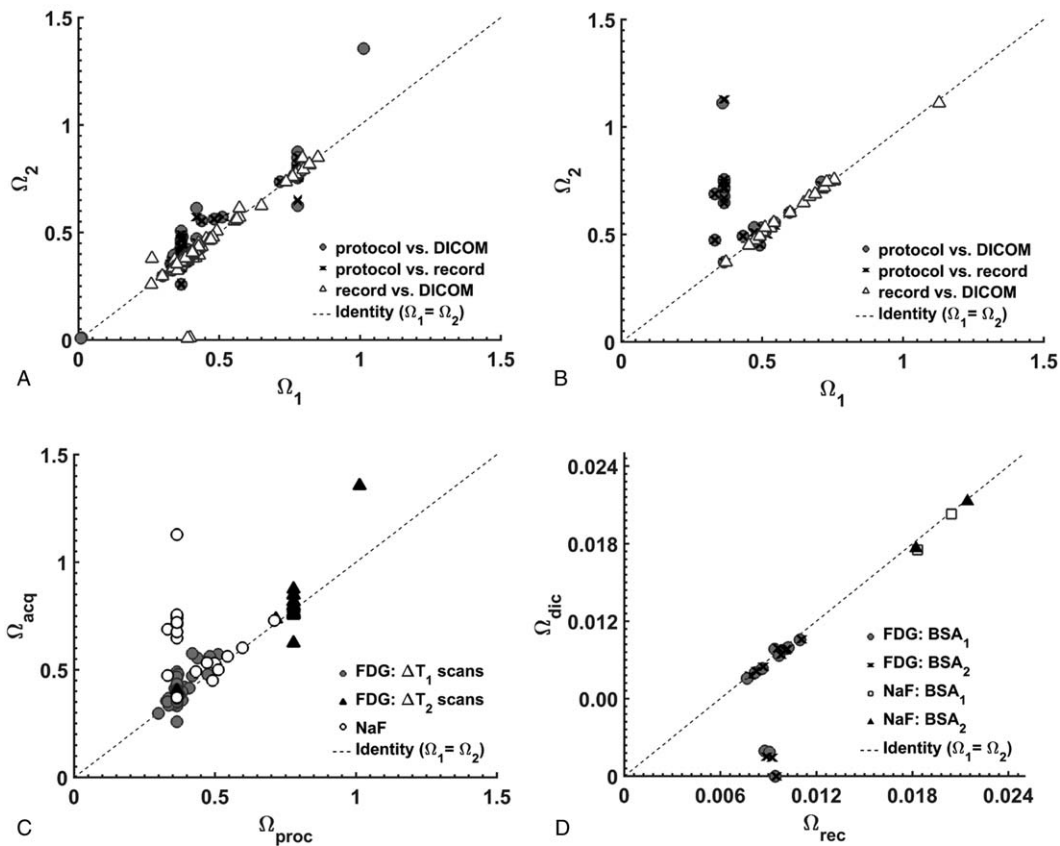 1.5
1
Ω2
0.5
0
0
0.5
1
1.5
Ω1
protocol vs. DICOM
protocol vs. record
record vs. DICOM
Identity (Ω1= Ω2)
A
1.5
1
Ω2
0.5
0
0
0.5
1
1.5
Ω1
protocol vs. DICOM
protocol vs. record
record vs. DICOM
Identity (Ω1= Ω2)
B
1.5
1
Ωacq
0.5
0
0
0.5
1
1.5
Ωproc
FDG: ΔT1 scans
FDG: ΔT2 scans
NaF
Identity (Ω1= Ω2)
C
0.024
0.018
Ωdic
0.00
0.00
0
0
0.006
0.012
0.018
0.024
Ωrec
FDG: BSA1
FDG: BSA2
NaF: BSA1
NaF: BSA2
Identity (Ω1= Ω2)
D